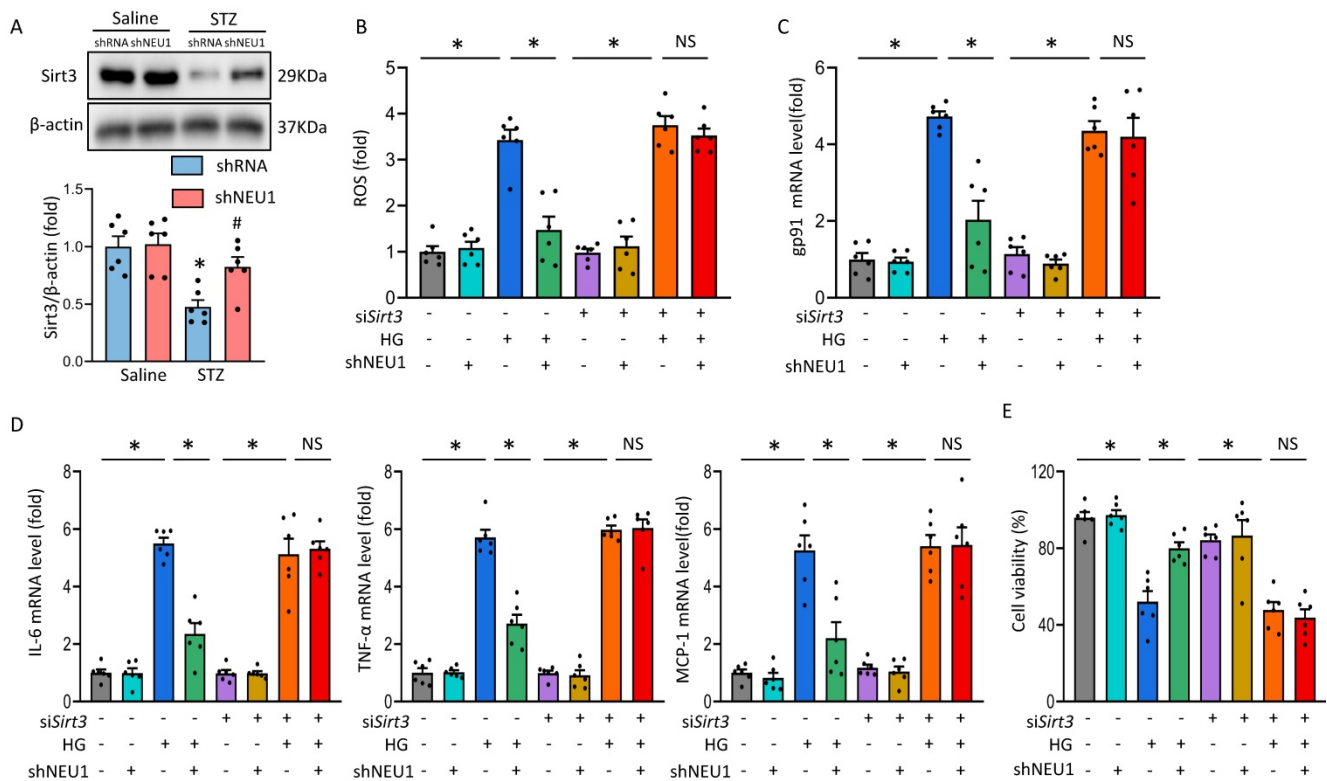 A
Saline STZ
shRNA shNEU1 shRNA shNEU1
Sirt3 29KDa
β-actin 37KDa
shRNA
shNEU1
Sirt3/β-actin (fold)
1.5
1.0
0.5
0.0
* #
Saline STZ
B
* * * NS
ROS (fold)
5
4
3
2
1
0
siSirt3 - - - - + + + +
HG - - + + - - + +
shNEU1 - + - + - + - +
C
* * * NS
gp91 mRNA level(fold)
6
4
2
0
siSirt3 - - - - + + + +
HG - - + + - - + +
shNEU1 - + - + - + - +
D
* * * NS
IL-6 mRNA level(fold)
8
6
4
2
0
siSirt3 - - - - + + + +
HG - - + + - - + +
shNEU1 - + - + - + - +
* * * NS
TNF-α mRNA level(fold)
8
6
4
2
0
siSirt3 - - - - + + + +
HG - - + + - - + +
shNEU1 - + - + - + - +
* * * NS
MCP-1 mRNA level(fold)
8
6
4
2
0
siSirt3 - - - - + + + +
HG - - + + - - + +
shNEU1 - + - + - + - +
E
* * * NS
Cell viability (%)
120
80
40
0
siSirt3 - - - - + + + +
HG - - + + - - + +
shNEU1 - + - + - + - +